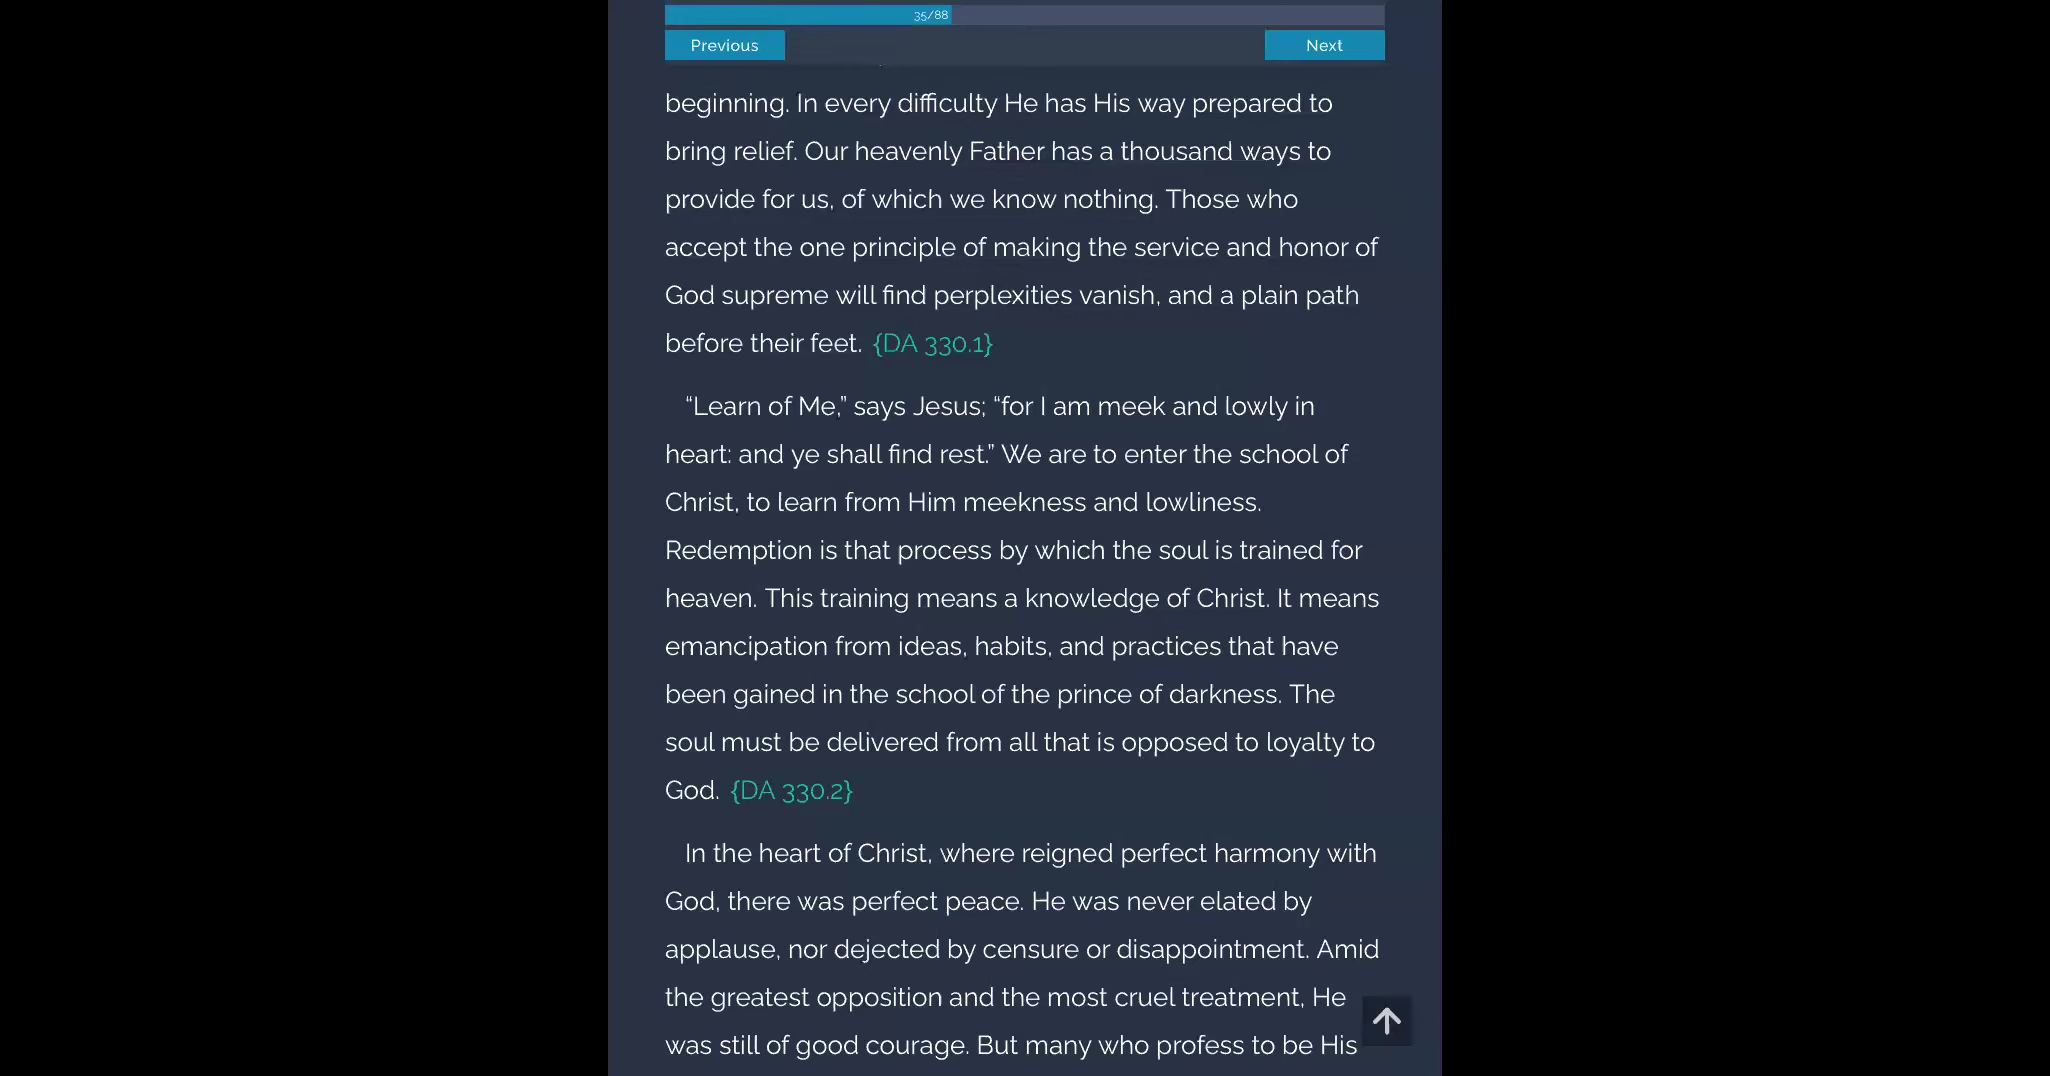 35/88
Previous
Next
beginning. In every difficulty He has His way prepared to
bring relief. Our heavenly Father has a thousand ways to
provide for us, of which we know nothing. Those who
accept the one principle of making the service and honor of
God supreme will find perplexities vanish, and a plain path
before their feet. {DA 330.1}
“Learn of Me,” says Jesus; “for I am meek and lowly in
heart: and ye shall find rest.” We are to enter the school of
Christ, to learn from Him meekness and lowliness.
Redemption is that process by which the soul is trained for
heaven. This training means a knowledge of Christ. It means
emancipation from ideas, habits, and practices that have
been gained in the school of the prince of darkness. The
soul must be delivered from all that is opposed to loyalty to
God. {DA 330.2}
In the heart of Christ, where reigned perfect harmony with
God, there was perfect peace. He was never elated by
applause, nor dejected by censure or disappointment. Amid
the greatest opposition and the most cruel treatment, He
was still of good courage. But many who profess to be His